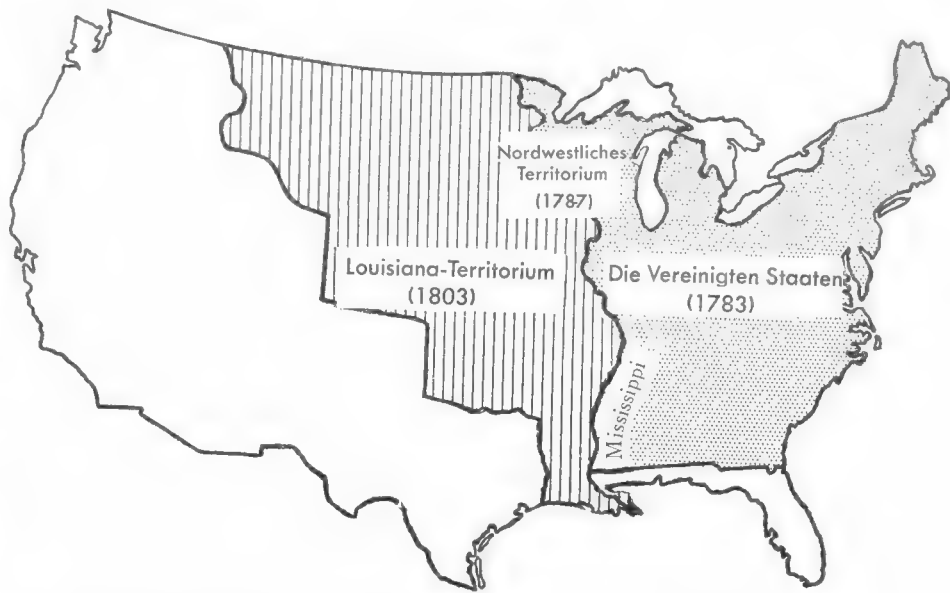 Nordwestliches
Territorium
(1787)
Louisiana-Territorium
(1803)
Die Vereinigten Staaten
(1783)
Mississippi